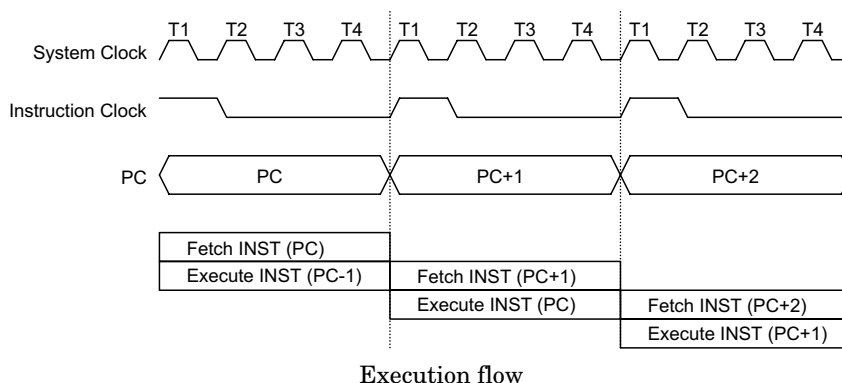 T1 T2 T3 T4 T1 T2 T3 T4 T1 T2 T3 T4
System Clock
Instruction Clock
PC PC PC+1 PC+2
Fetch INST (PC)
Execute INST (PC-1) Fetch INST (PC+1)
Execute INST (PC) Fetch INST (PC+2)
Execute INST (PC+1)
Execution flow